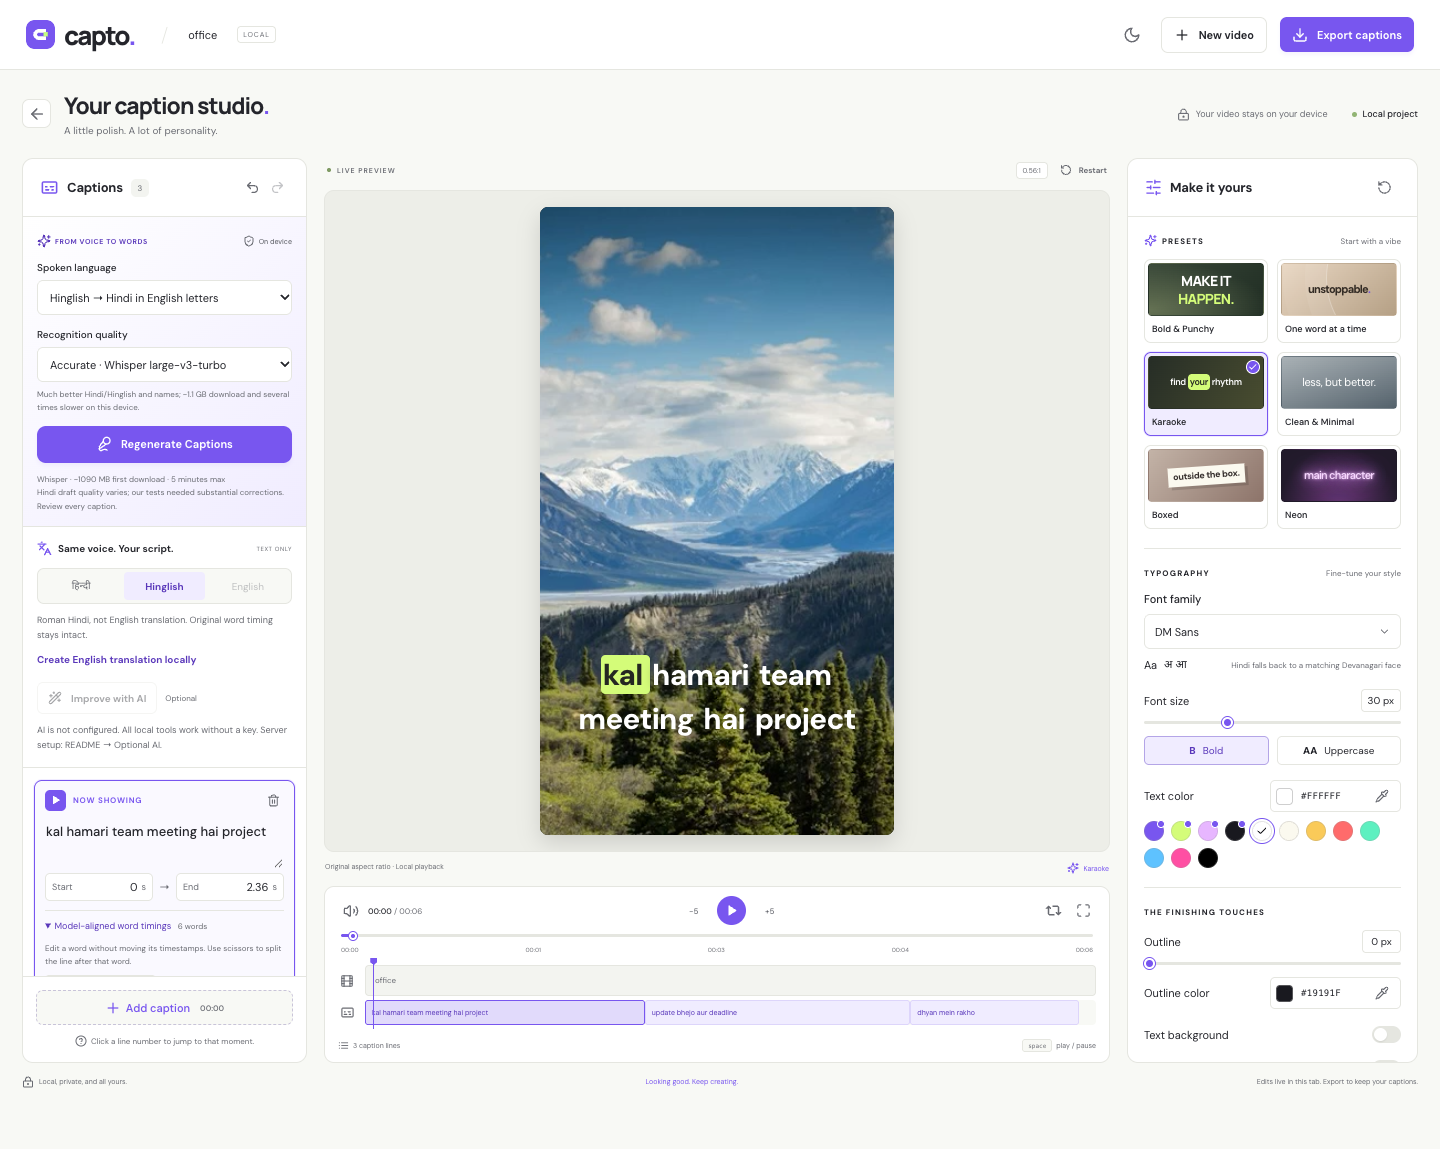 capto.
office
LOCAL
New video
Export captions
Your caption studio.
A little polish. A lot of personality.
Your video stays on your device
Local project
Captions
3
FROM VOICE TO WORDS
On device
Spoken language
Hinglish → Hindi in English letters
Recognition quality
Accurate · Whisper large-v3-turbo
Much better Hindi/Hinglish and names; ~1.1 GB download and several
times slower on this device.
Regenerate Captions
Whisper · ~1090 MB first download · 5 minutes max
Hindi draft quality varies; our tests needed substantial corrections.
Review every caption.
Same voice. Your script.
TEXT ONLY
हिन्दी
Hinglish
English
Roman Hindi, not English translation. Original word timing
stays intact.
Create English translation locally
Improve with AI
Optional
AI is not configured. All local tools work without a key. Server
setup: README → Optional AI.
NOW SHOWING
kal hamari team meeting hai project
Start 0 s → End 2.36 s
Model-aligned word timings 6 words
Edit a word without moving its timestamps. Use scissors to split
the line after that word.
Add caption 00:00
Click a line number to jump to that moment.
LIVE PREVIEW
0.56:1
Restart
kal hamari team
meeting hai project
Original aspect ratio · Local playback
Karaoke
00:00 / 00:06
-5
+5
00:00
00:01
00:03
00:04
00:06
office
kal hamari team meeting hai project
update bhejo aur deadline
dhyan mein rakho
3 caption lines
space play / pause
Make it yours
PRESETS
Start with a vibe
MAKE IT
HAPPEN.
Bold & Punchy
unstoppable.
One word at a time
find your rhythm
Karaoke
less, but better.
Clean & Minimal
outside the box.
Boxed
main character
Neon
TYPOGRAPHY
Fine-tune your style
Font family
DM Sans
Aa अ आ
Hindi falls back to a matching Devanagari face
Font size
30 px
B Bold
AA Uppercase
Text color
#FFFFFF
THE FINISHING TOUCHES
Outline
0 px
Outline color
#19191F
Text background
Local, private, and all yours.
Looking good. Keep creating.
Edits live in this tab. Export to keep your captions.